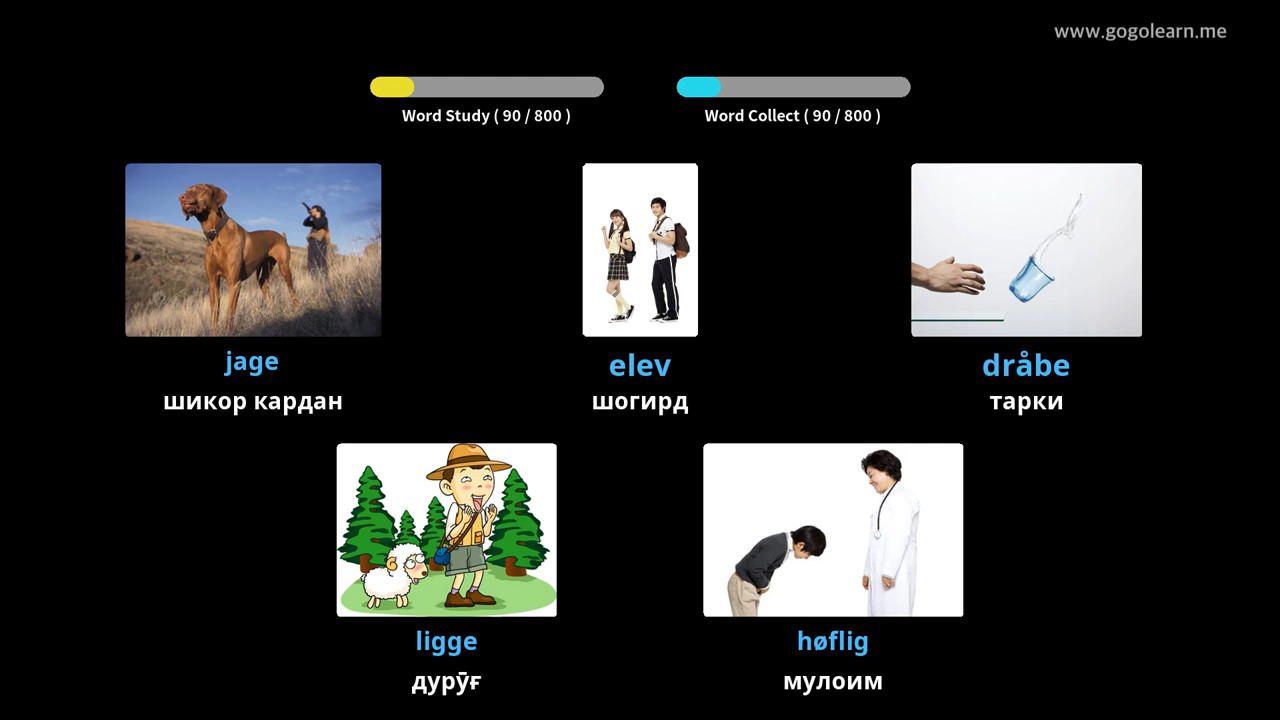 www.gogolearn.me
Word Study ( 90 / 800 )
Word Collect ( 90 / 800 )
jage
шикор кардан
elev
шогирд
dråbe
тарки
ligge
дурӯғ
høflig
мулоим